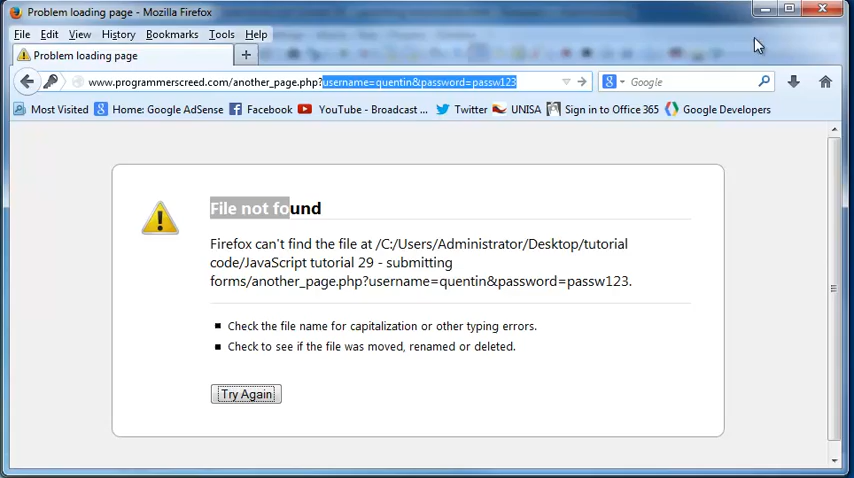 Problem loading page - Mozilla Firefox
File Edit View History Bookmarks Tools Help
Problem loading page
www.programmerscreed.com/another_page.php?username=quentin&password=passw123 Google
Most Visited Home: Google AdSense Facebook YouTube - Broadcast ... Twitter UNISA Sign in to Office 365 Google Developers
File not found
Firefox can't find the file at /C:/Users/Administrator/Desktop/tutorial
code/JavaScript tutorial 29 - submitting
forms/another_page.php?username=quentin&password=passw123.
Check the file name for capitalization or other typing errors.
Check to see if the file was moved, renamed or deleted.
Try Again